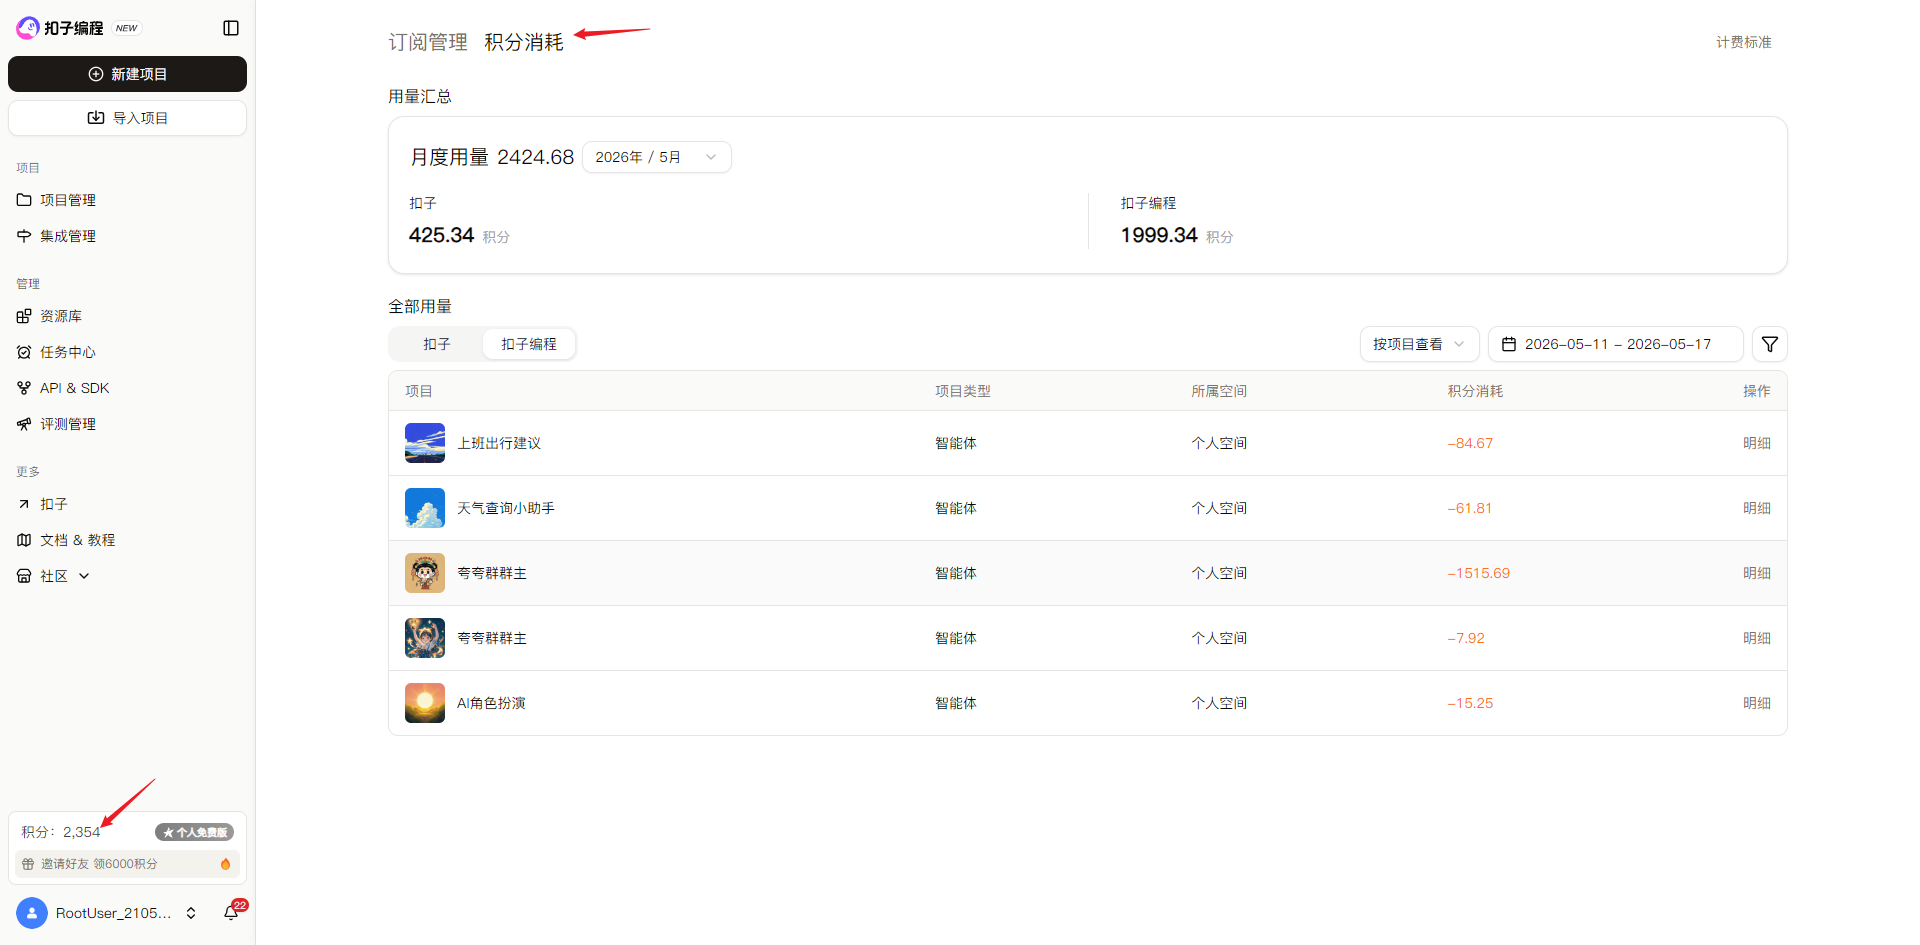 扣子编程 NEW
新建项目
导入项目
项目
项目管理
集成管理
管理
资源库
任务中心
API & SDK
评测管理
更多
扣子
文档 & 教程
社区
积分：2,354 个人免费版
邀请好友 领6000积分
RootUser_2105... 22
订阅管理 积分消耗 计费标准
用量汇总
月度用量 2424.68 2026年 / 5月
扣子 扣子编程
425.34 积分 1999.34 积分
全部用量
扣子 扣子编程 按项目查看 2026-05-11 - 2026-05-17
项目 项目类型 所属空间 积分消耗 操作
上班出行建议 智能体 个人空间 -84.67 明细
天气查询小助手 智能体 个人空间 -61.81 明细
夸夸群群主 智能体 个人空间 -1515.69 明细
夸夸群群主 智能体 个人空间 -7.92 明细
AI角色扮演 智能体 个人空间 -15.25 明细